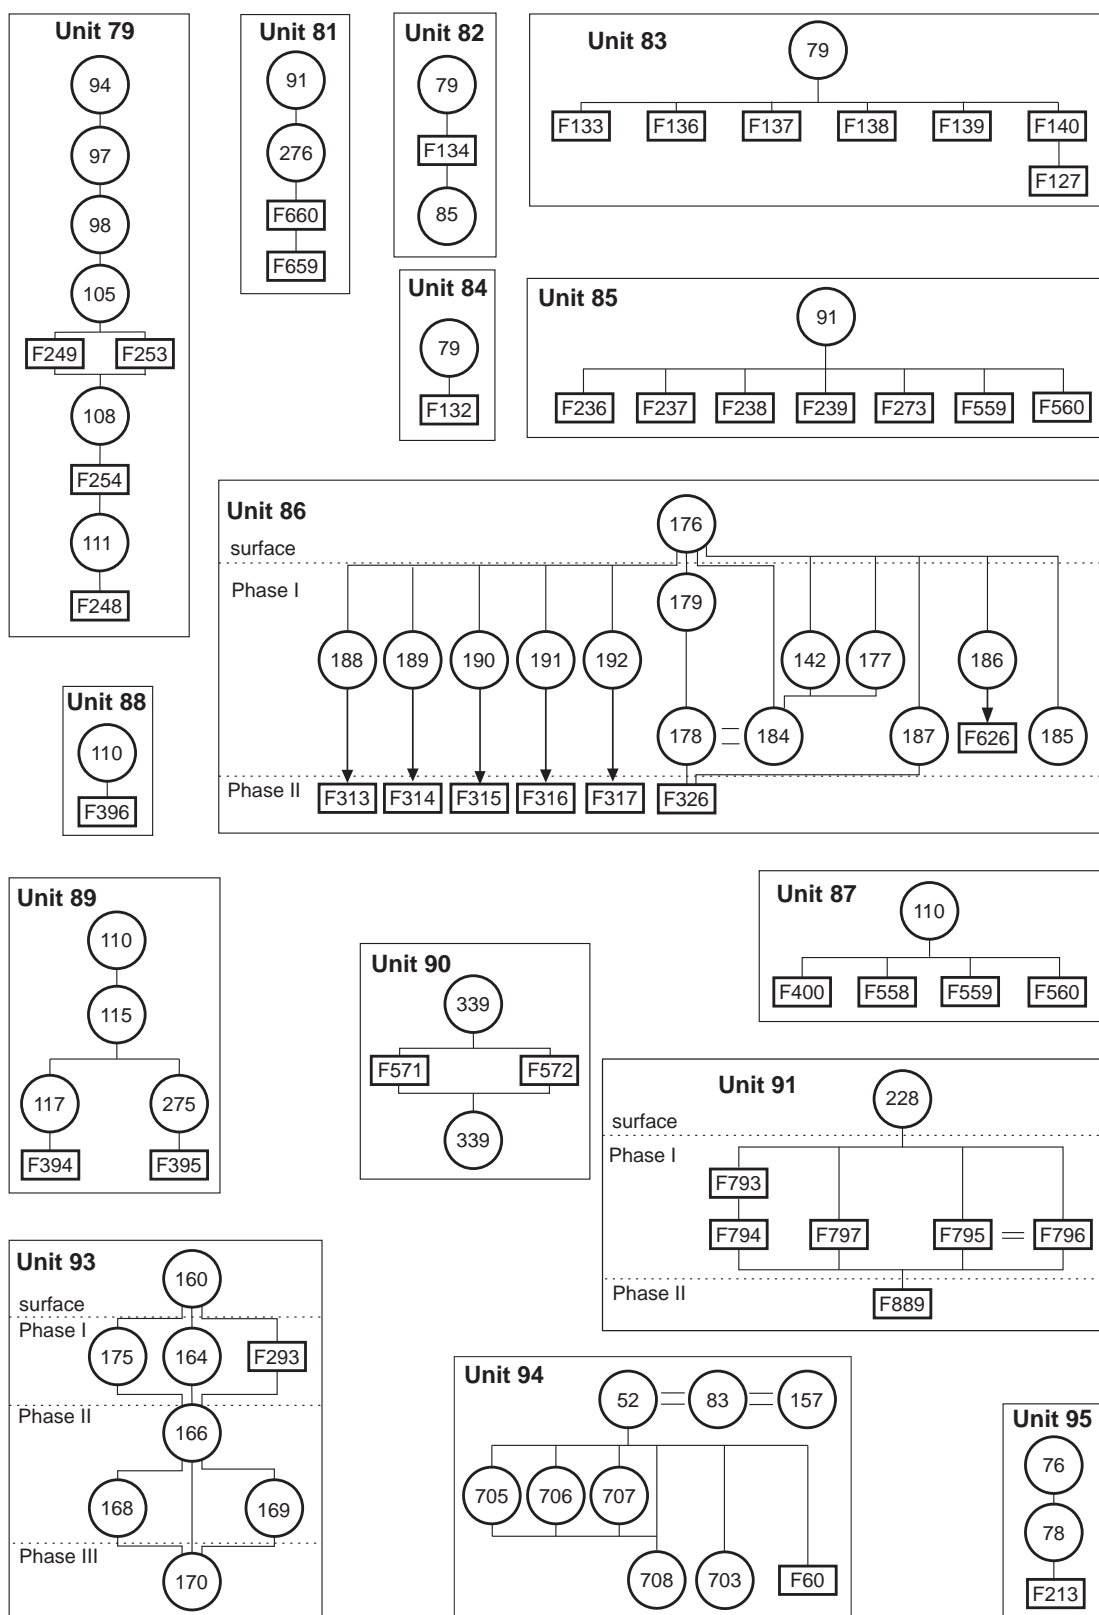 Unit 79
94
97
98
105
F249 F253
108
F254
111
F248
Unit 81
91
276
F660
F659
Unit 82
79
F134
85
Unit 83
79
F133 F136 F137 F138 F139 F140
F127
Unit 84
79
F132
Unit 85
91
F236 F237 F238 F239 F273 F559 F560
Unit 86
176
surface
Phase I
179
188 189 190 191 192 142 177 186
178 184 187 F626 185
Phase II
F313 F314 F315 F316 F317 F326
Unit 88
110
F396
Unit 89
110
115
117 275
F394 F395
Unit 90
339
F571 F572
339
Unit 87
110
F400 F558 F559 F560
Unit 91
228
surface
Phase I
F793
F794 F797 F795 F796
Phase II
F889
Unit 93
160
surface
Phase I
175 164 F293
Phase II
166
168 169
Phase III
170
Unit 94
52 83 157
705 706 707
708 703 F60
Unit 95
76
78
F213